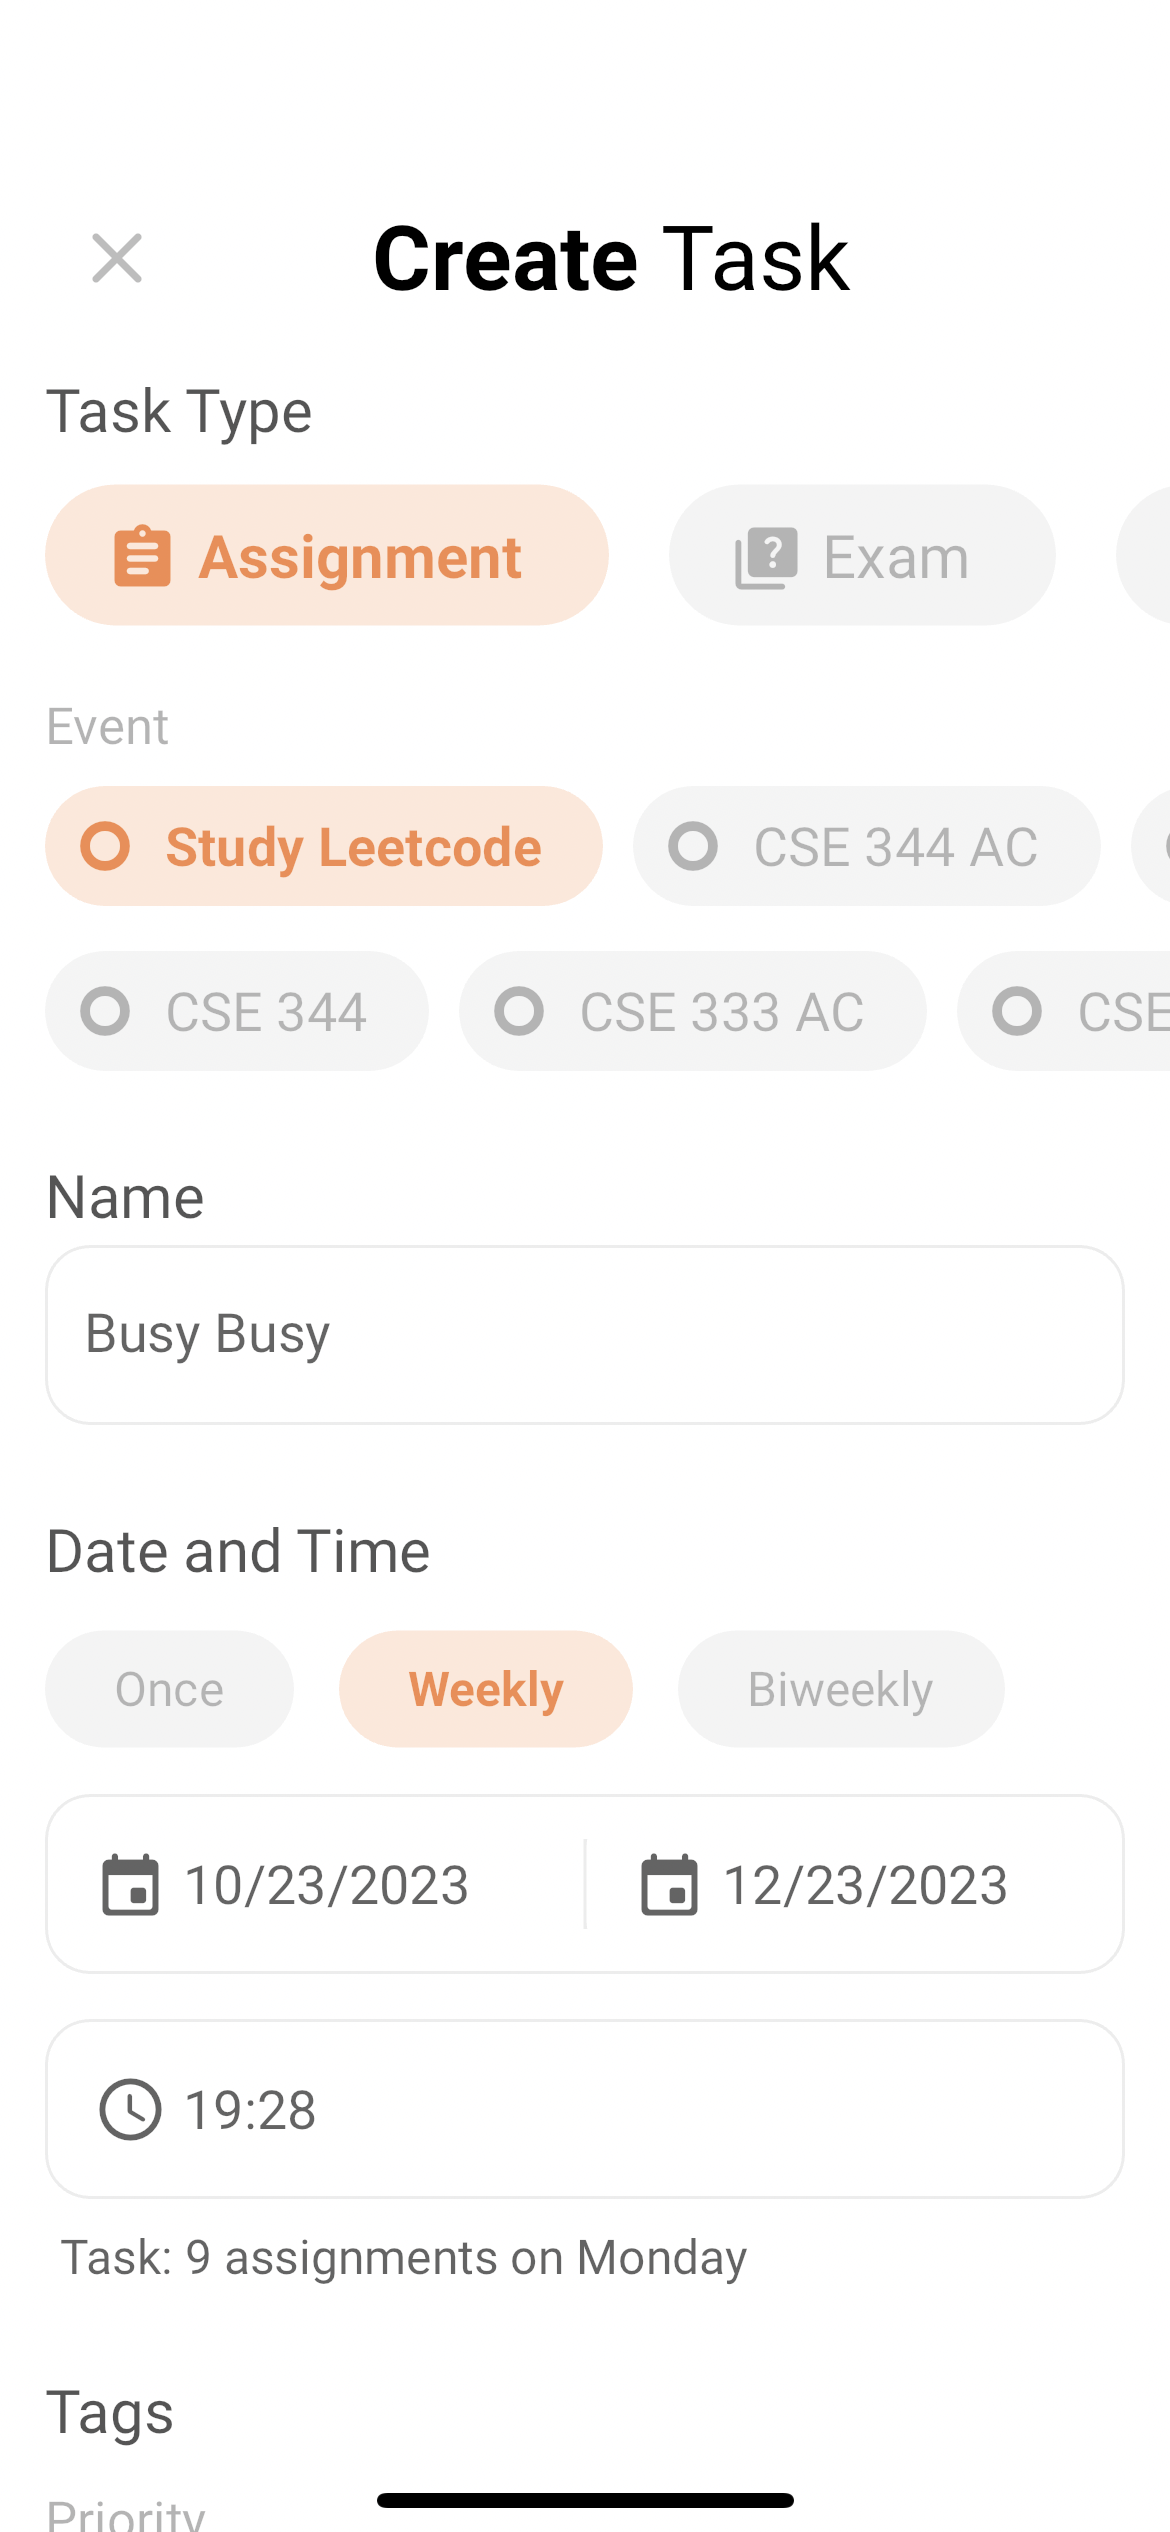 Create Task
Task Type
Assignment
Exam
Event
Study Leetcode
CSE 344 AC
CSE 344
CSE 333 AC
CSE
Name
Busy Busy
Date and Time
Once
Weekly
Biweekly
10/23/2023
12/23/2023
19:28
Task: 9 assignments on Monday
Tags
Priority